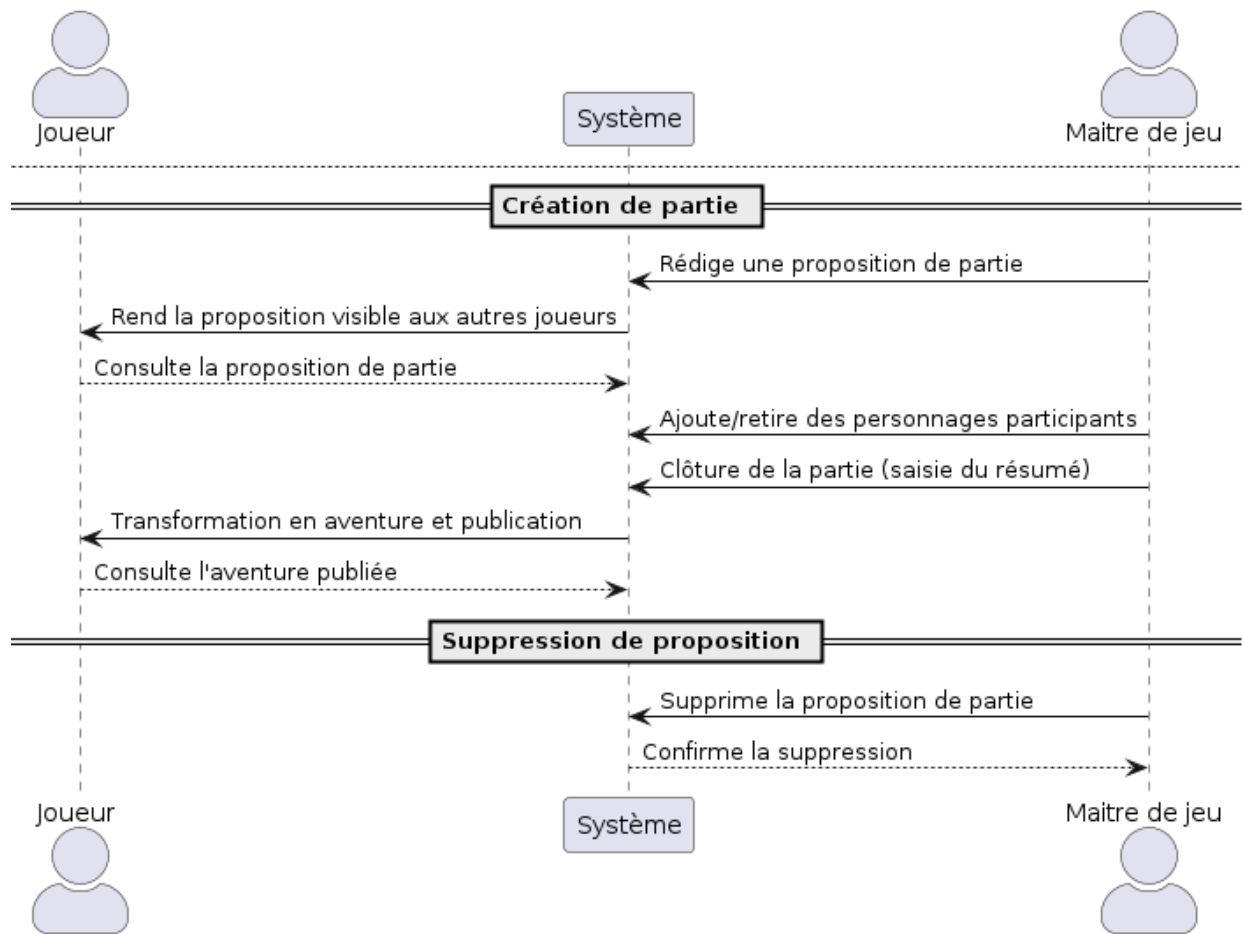 Joueur
Système
Maitre de jeu
Création de partie
Rédige une proposition de partie
Rend la proposition visible aux autres joueurs
Consulte la proposition de partie
Ajoute/retire des personnages participants
Clôture de la partie (saisie du résumé)
Transformation en aventure et publication
Consulte l'aventure publiée
Suppression de proposition
Supprime la proposition de partie
Confirme la suppression
Joueur
Système
Maitre de jeu